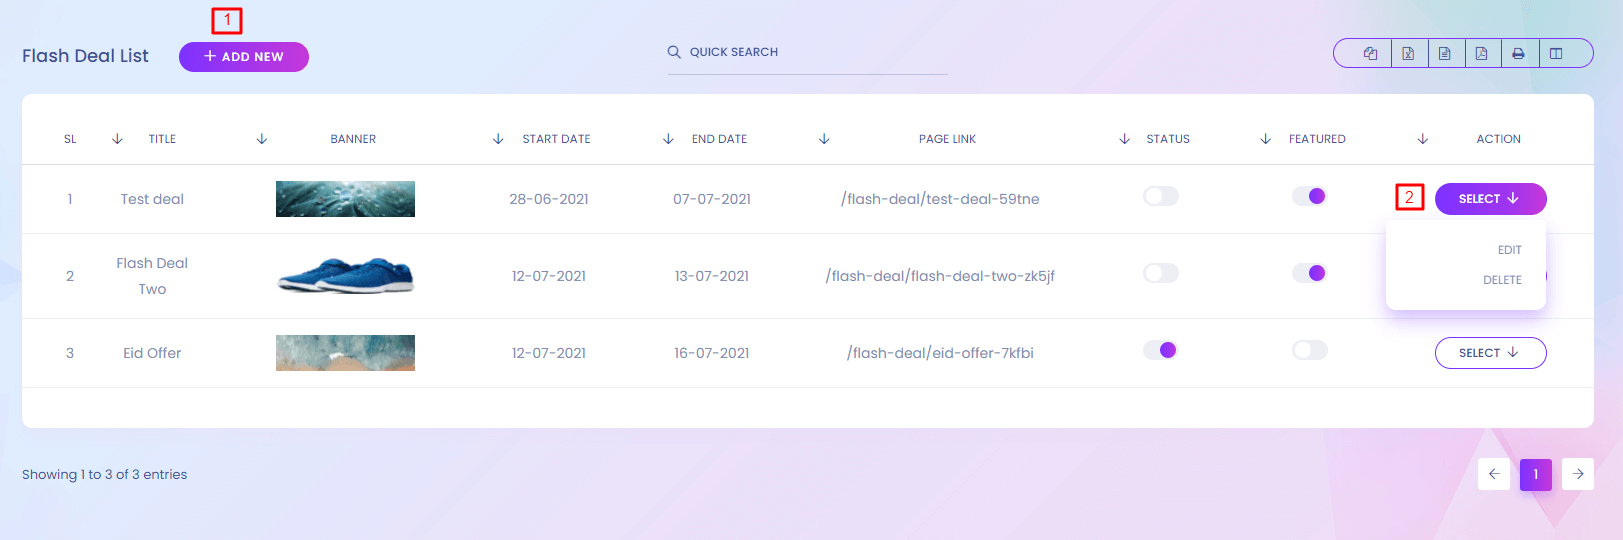 1
Flash Deal List
+ ADD NEW
QUICK SEARCH
SL TITLE BANNER START DATE END DATE PAGE LINK STATUS FEATURED ACTION
1 Test deal 28-06-2021 07-07-2021 /flash-deal/test-deal-59tne 2 SELECT
EDIT
DELETE
2 Flash Deal Two 12-07-2021 13-07-2021 /flash-deal/flash-deal-two-zk5jf
3 Eid Offer 12-07-2021 16-07-2021 /flash-deal/eid-offer-7kfbi SELECT
Showing 1 to 3 of 3 entries
1